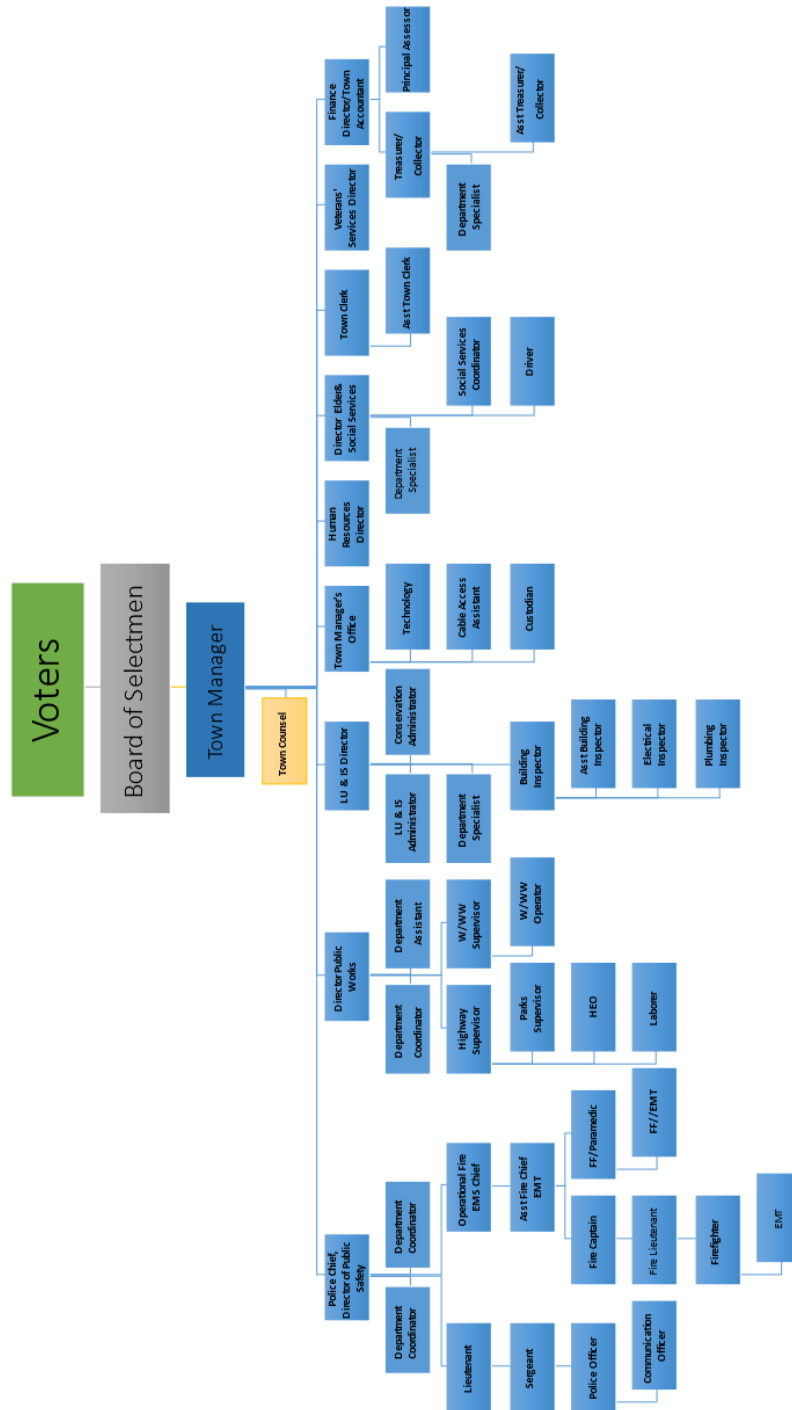 Voters
Board of Selectmen
Town Manager
Town Counsel
Police Chief,
Director of Public
Safety
Director Public
Works
LU & IS Director
Town Manager's
Office
Human
Resources
Director
Director Elder&
Social Services
Town Clerk
Veterans'
Services Director
Finance
Director/Town
Accountant
Department
Coordinator
Department
Coordinator
Lieutenant
Operational Fire
EMS Chief
Sergeant
Asst Fire Chief
EMT
Police Officer
Fire Captain
FF/Paramedic
Communication
Officer
Fire Lieutenant
FF//EMT
Firefighter
EMT
Department
Coordinator
Department
Assistant
Highway
Supervisor
W/WW
Supervisor
Parks
Supervisor
W/WW
Operator
HEO
Laborer
LU & IS
Administrator
Conservation
Administrator
Department
Specialist
Building
Inspector
Asst Building
Inspector
Electrical
Inspector
Plumbing
Inspector
Technology
Cable Access
Assistant
Custodian
Department
Specialist
Social Services
Coordinator
Driver
Asst Town Clerk
Treasurer/
Collector
Principal Assessor
Department
Specialist
Asst Treasurer/
Collector